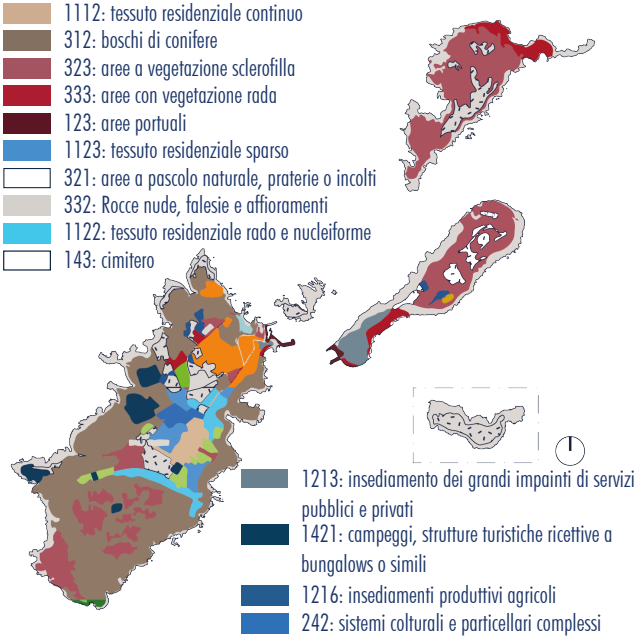 1112: tessuto residenziale continuo
312: boschi di conifere
323: aree a vegetazione sclerofilla
333: aree con vegetazione rada
123: aree portuali
1123: tessuto residenziale sparso
321: aree a pascolo naturale, praterie o incolti
332: Rocce nude, falesie e affioramenti
1122: tessuto residenziale rado e nucleiforme
143: cimitero
1213: insediamento dei grandi impainti di servizi
pubblici e privati
1421: campeggi, strutture turistiche ricettive a
bungalows o simili
1216: insediamenti produttivi agricoli
242: sistemi colturali e particellari complessi